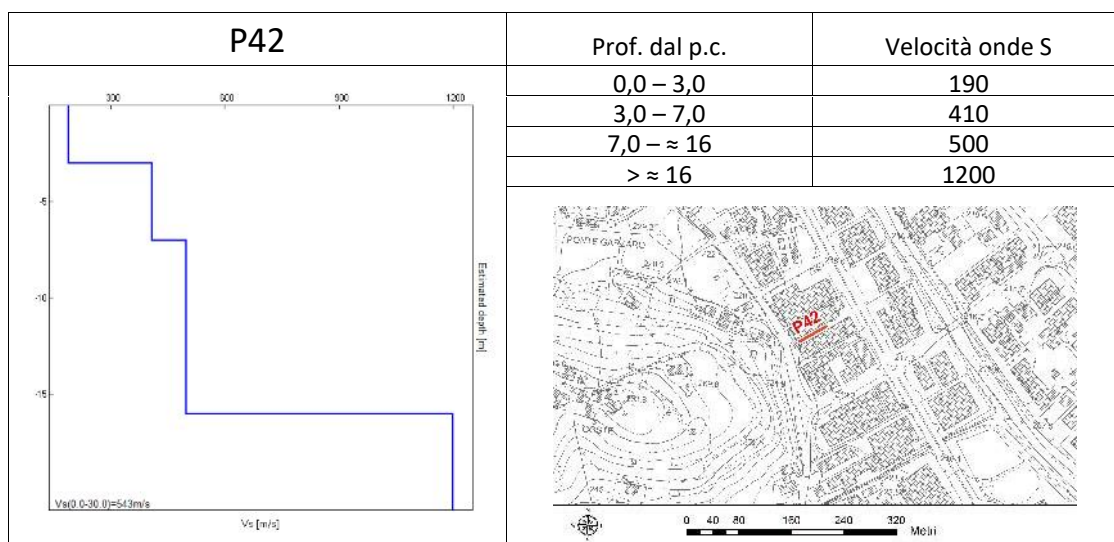 P42
Prof. dal p.c.
Velocità onde S
0,0 – 3,0
190
3,0 – 7,0
410
7,0 – ≈ 16
500
> ≈ 16
1200
300 600 900 1200
-5
-10
-15
Estimated depth [m]
Vs(0.0-30.0)=543m/s
Vs [m/s]
P42
COSTE
0 40 80 160 240 320
Metri